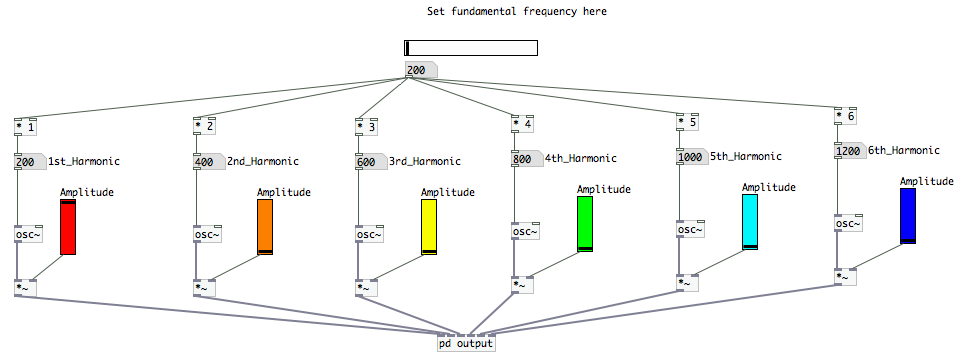 Set fundamental frequency here
200
* 1
* 2
* 3
* 4
* 5
* 6
200 1st_Harmonic
400 2nd_Harmonic
600 3rd_Harmonic
800 4th_Harmonic
1000 5th_Harmonic
1200 6th_Harmonic
Amplitude
Amplitude
Amplitude
Amplitude
Amplitude
Amplitude
osc~
osc~
osc~
osc~
osc~
osc~
*~
*~
*~
*~
*~
*~
pd output